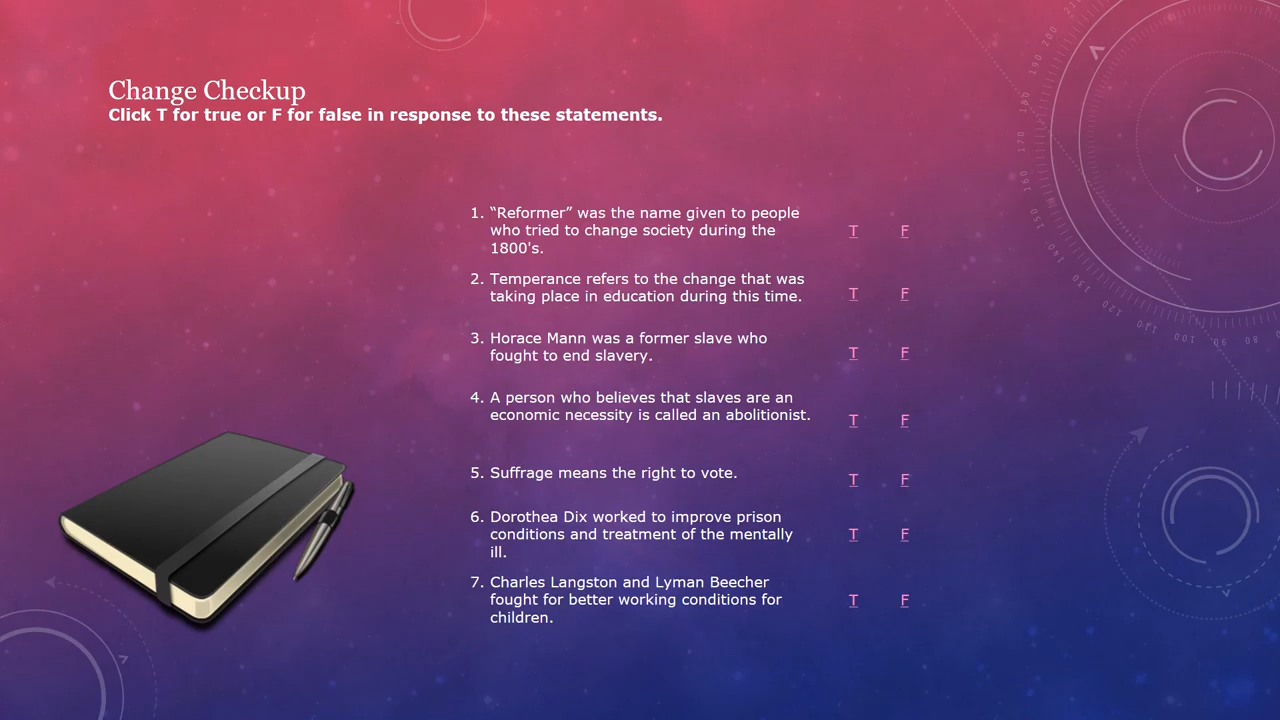 Change Checkup
Click T for true or F for false in response to these statements.
1. “Reformer” was the name given to people
who tried to change society during the
1800's.
T F
2. Temperance refers to the change that was
taking place in education during this time.
T F
3. Horace Mann was a former slave who
fought to end slavery.
T F
4. A person who believes that slaves are an
economic necessity is called an abolitionist.
T F
5. Suffrage means the right to vote.
T F
6. Dorothea Dix worked to improve prison
conditions and treatment of the mentally
ill.
T F
7. Charles Langston and Lyman Beecher
fought for better working conditions for
children.
T F